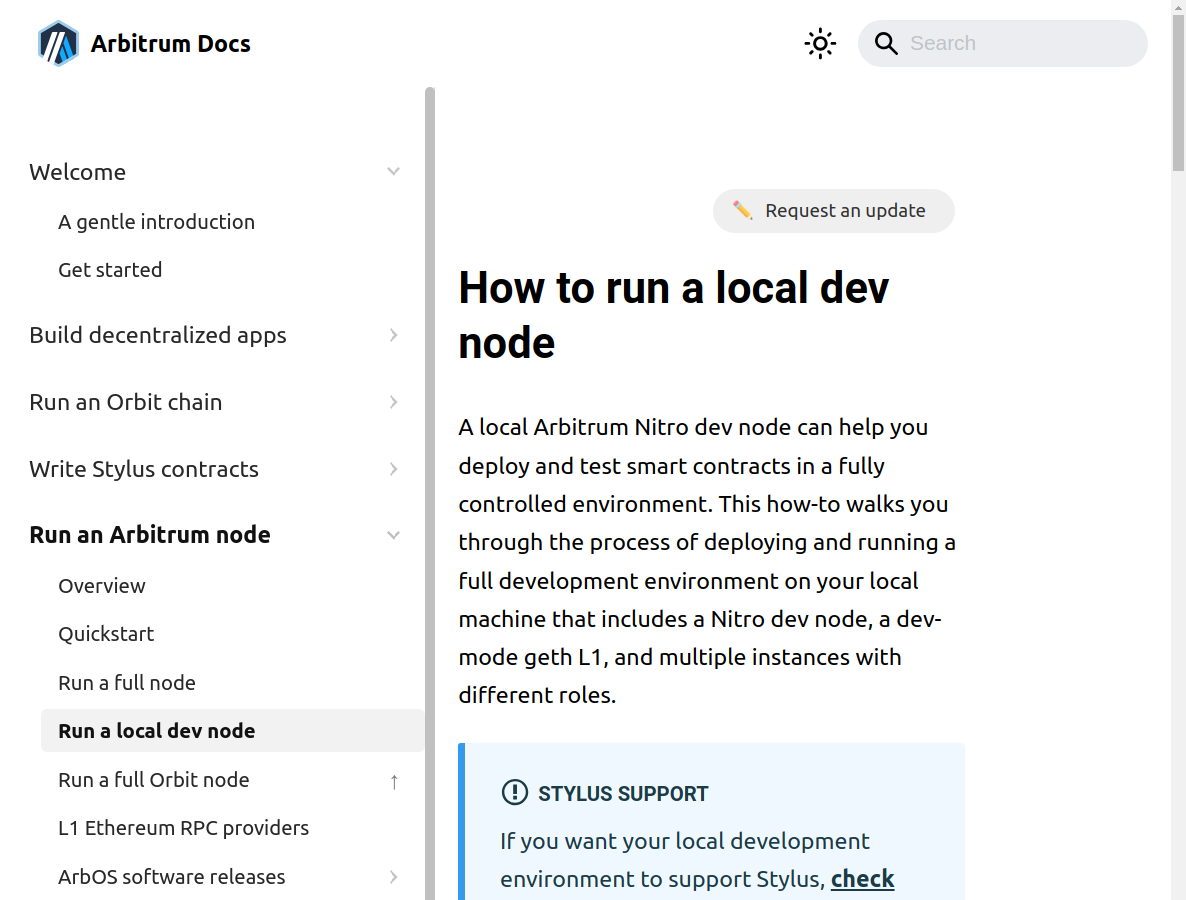 Arbitrum Docs
Search
Welcome
A gentle introduction
Get started
Build decentralized apps
Run an Orbit chain
Write Stylus contracts
Run an Arbitrum node
Overview
Quickstart
Run a full node
Run a local dev node
Run a full Orbit node ↑
L1 Ethereum RPC providers
ArbOS software releases
✏️ Request an update
How to run a local dev
node
A local Arbitrum Nitro dev node can help you
deploy and test smart contracts in a fully
controlled environment. This how-to walks you
through the process of deploying and running a
full development environment on your local
machine that includes a Nitro dev node, a dev-
mode geth L1, and multiple instances with
different roles.
STYLUS SUPPORT
If you want your local development
environment to support Stylus, check